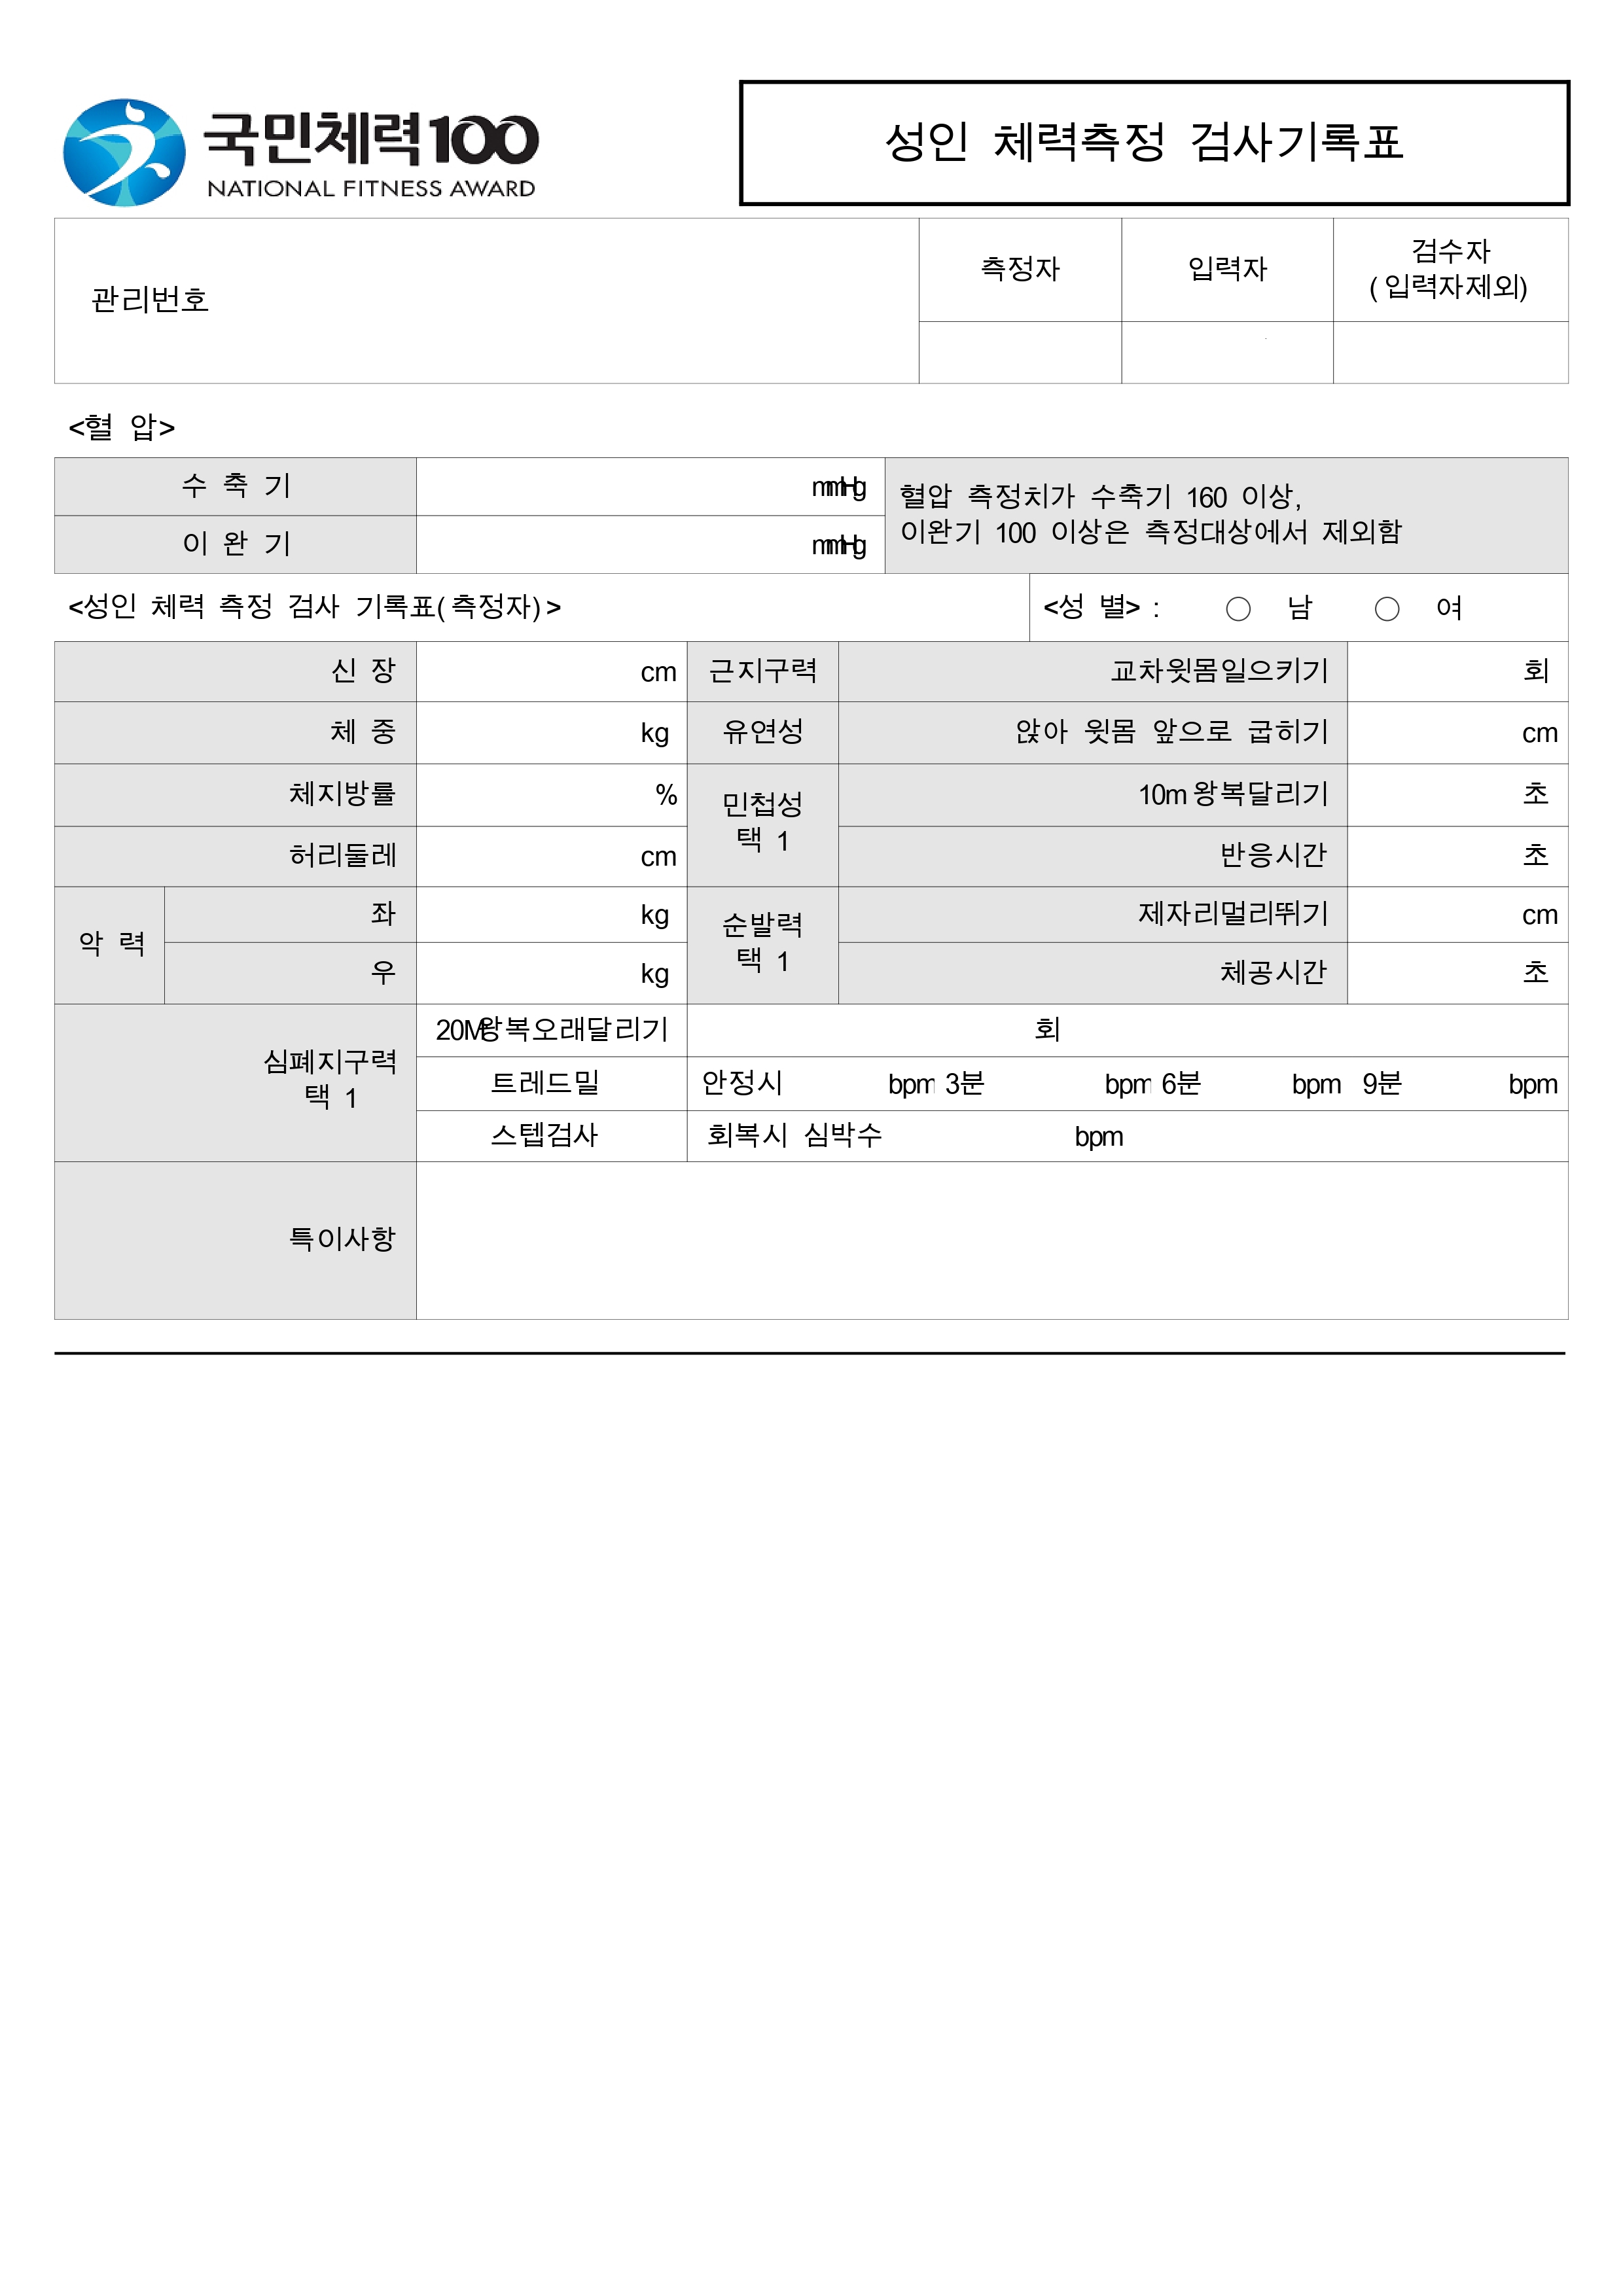 국민체력100
NATIONAL FITNESS AWARD
성인 체력측정 검사기록표
관리번호
측정자
입력자
검수자
(입력자제외)
<혈 압>
수 축 기 mmHg
이 완 기 mmHg
혈압 측정치가 수축기 160 이상,
이완기 100 이상은 측정대상에서 제외함
<성인 체력 측정 검사 기록표(측정자)>
<성 별> : ○ 남 ○ 여
신 장 cm 근지구력 교차윗몸일으키기 회
체 중 kg 유연성 앉아 윗몸 앞으로 굽히기 cm
체지방률 % 민첩성 택 1 10m왕복달리기 초
허리둘레 cm 반응시간 초
악 력 좌 kg 순발력 택 1 제자리멀리뛰기 cm
우 kg 체공시간 초
심폐지구력
택 1
20M왕복오래달리기 회
트레드밀 안정시 bpm 3분 bpm 6분 bpm 9분 bpm
스텝검사 회복시 심박수 bpm
특이사항